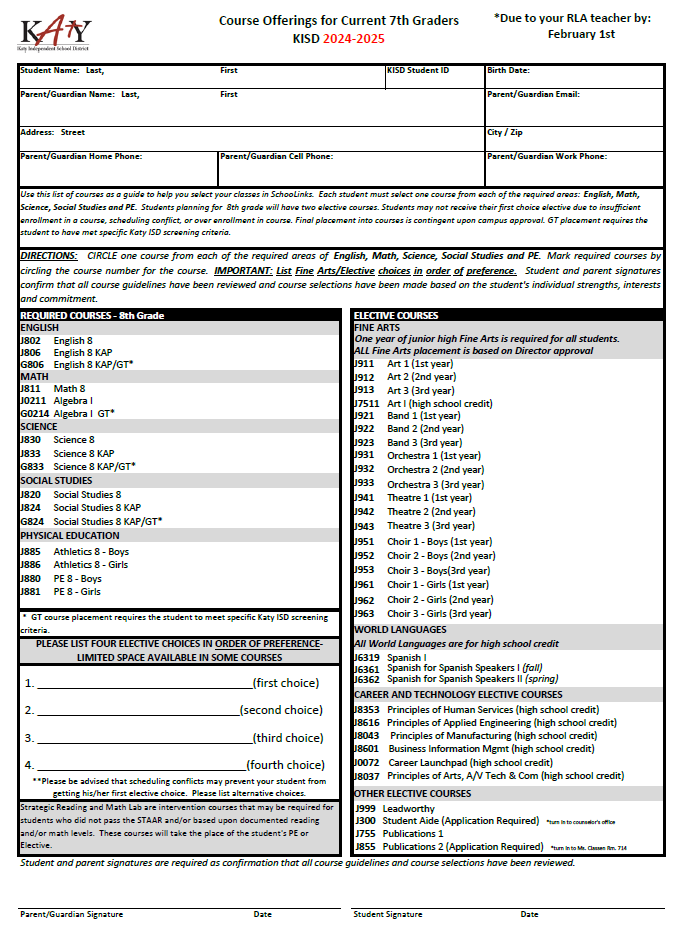 KATY
Katy Independent School District
Course Offerings for Current 7th Graders
KISD 2024-2025
*Due to your RLA teacher by:
February 1st
Student Name: Last, First KISD Student ID Birth Date:
Parent/Guardian Name: Last, First Parent/Guardian Email:
Address: Street City / Zip
Parent/Guardian Home Phone: Parent/Guardian Cell Phone: Parent/Guardian Work Phone:
Use this list of courses as a guide to help you select your classes in SchooLinks. Each student must select one course from each of the required areas: English, Math,
Science, Social Studies and PE. Students planning for 8th grade will have two elective courses. Students may not receive their first choice elective due to insufficient
enrollment in a course, scheduling conflict, or over enrollment in course. Final placement into courses is contingent upon campus approval. GT placement requires the
student to have met specific Katy ISD screening criteria.
DIRECTIONS: CIRCLE one course from each of the required areas of English, Math, Science, Social Studies and PE. Mark required courses by
circling the course number for the course. IMPORTANT: List Fine Arts/Elective choices in order of preference. Student and parent signatures
confirm that all course guidelines have been reviewed and course selections have been made based on the student's individual strengths, interests
and commitment.
REQUIRED COURSES - 8th Grade
ENGLISH
J802 English 8
J806 English 8 KAP
G806 English 8 KAP/GT*
MATH
J811 Math 8
J0211 Algebra I
G0214 Algebra I GT*
SCIENCE
J830 Science 8
J833 Science 8 KAP
G833 Science 8 KAP/GT*
SOCIAL STUDIES
J820 Social Studies 8
J824 Social Studies 8 KAP
G824 Social Studies 8 KAP/GT*
PHYSICAL EDUCATION
J885 Athletics 8 - Boys
J886 Athletics 8 - Girls
J880 PE 8 - Boys
J881 PE 8 - Girls
* GT course placement requires the student to meet specific Katy ISD screening
criteria.
PLEASE LIST FOUR ELECTIVE CHOICES IN ORDER OF PREFERENCE-
LIMITED SPACE AVAILABLE IN SOME COURSES
1. (first choice)
2. (second choice)
3. (third choice)
4. (fourth choice)
**Please be advised that scheduling conflicts may prevent your student from
getting his/her first elective choice. Please list alternative choices.
Strategic Reading and Math Lab are intervention courses that may be required for
students who did not pass the STAAR and/or based upon documented reading
and/or math levels. These courses will take the place of the student's PE or
Elective.
ELECTIVE COURSES
FINE ARTS
One year of junior high Fine Arts is required for all students.
ALL Fine Arts placement is based on Director approval
J911 Art 1 (1st year)
J912 Art 2 (2nd year)
J913 Art 3 (3rd year)
J7511 Art I (high school credit)
J921 Band 1 (1st year)
J922 Band 2 (2nd year)
J923 Band 3 (3rd year)
J931 Orchestra 1 (1st year)
J932 Orchestra 2 (2nd year)
J933 Orchestra 3 (3rd year)
J941 Theatre 1 (1st year)
J942 Theatre 2 (2nd year)
J943 Theatre 3 (3rd year)
J951 Choir 1 - Boys (1st year)
J952 Choir 2 - Boys (2nd year)
J953 Choir 3 - Boys(3rd year)
J961 Choir 1 - Girls (1st year)
J962 Choir 2 - Girls (2nd year)
J963 Choir 3 - Girls (3rd year)
WORLD LANGUAGES
All World Languages are for high school credit
J6319 Spanish I
J6361 Spanish for Spanish Speakers I (fall)
J6362 Spanish for Spanish Speakers II (spring)
CAREER AND TECHNOLOGY ELECTIVE COURSES
J8353 Principles of Human Services (high school credit)
J8616 Principles of Applied Engineering (high school credit)
J8043 Principles of Manufacturing (high school credit)
J8601 Business Information Mgmt (high school credit)
J0072 Career Launchpad (high school credit)
J8037 Principles of Arts, A/V Tech & Com (high school credit)
OTHER ELECTIVE COURSES
J999 Leadworthy
J300 Student Aide (Application Required) *turn in to counselor's office
J755 Publications 1
J855 Publications 2 (Application Required) *turn in to Ms. Classen Rm. 714
Student and parent signatures are required as confirmation that all course guidelines and course selections have been reviewed.
Parent/Guardian Signature Date Student Signature Date